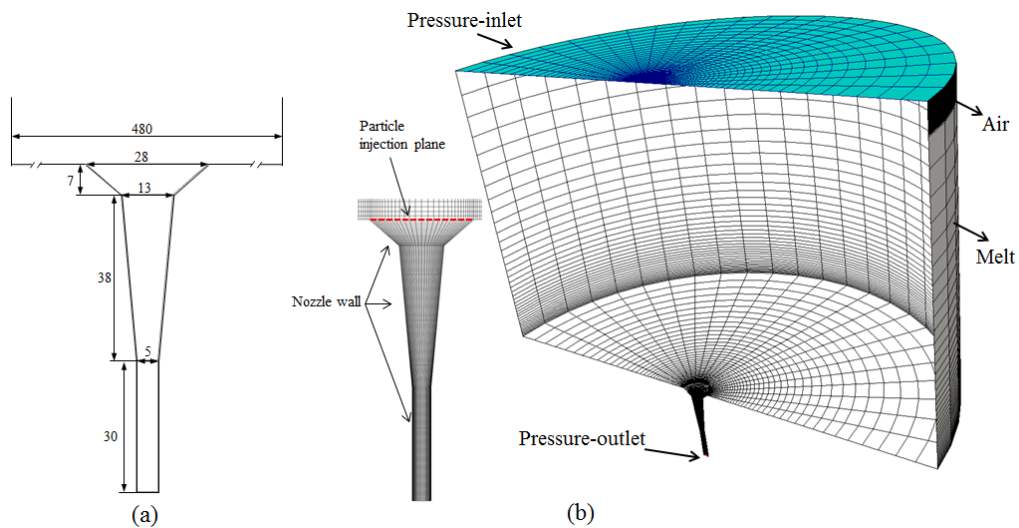 480
28
7
13
38
5
30
(a)
Particle
injection plane
Nozzle wall
Pressure-inlet
Air
Melt
Pressure-outlet
(b)